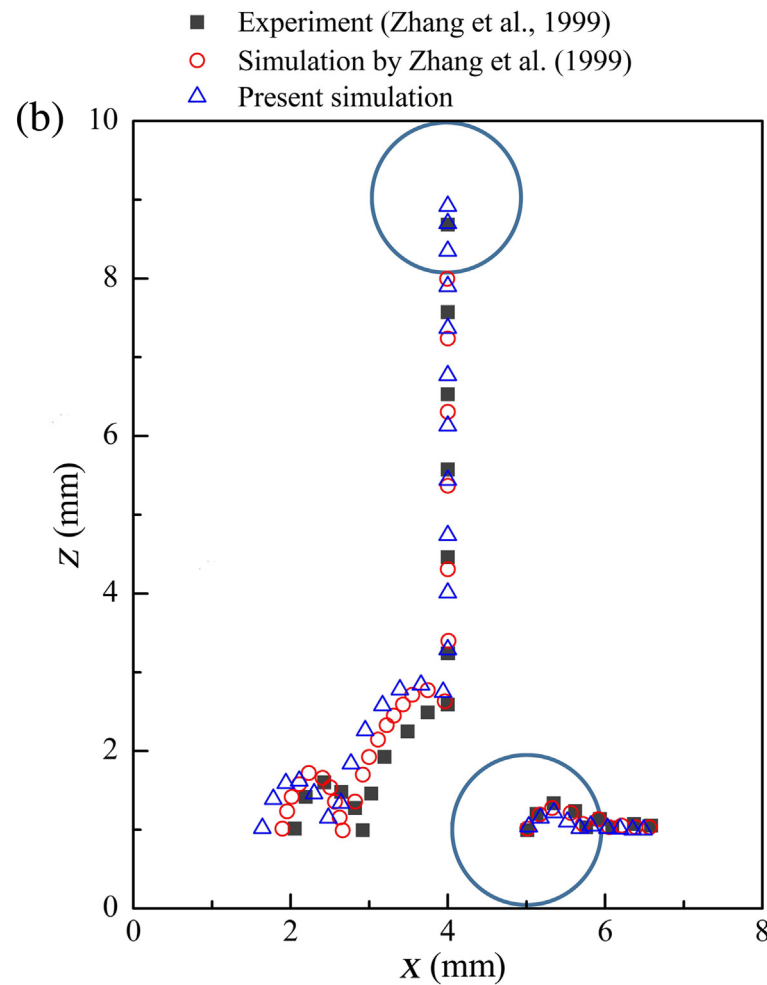 Experiment (Zhang et al., 1999)
Simulation by Zhang et al. (1999)
Present simulation
(b)
10
8
6
4
2
0
z (mm)
0 2 4 6 8
x (mm)